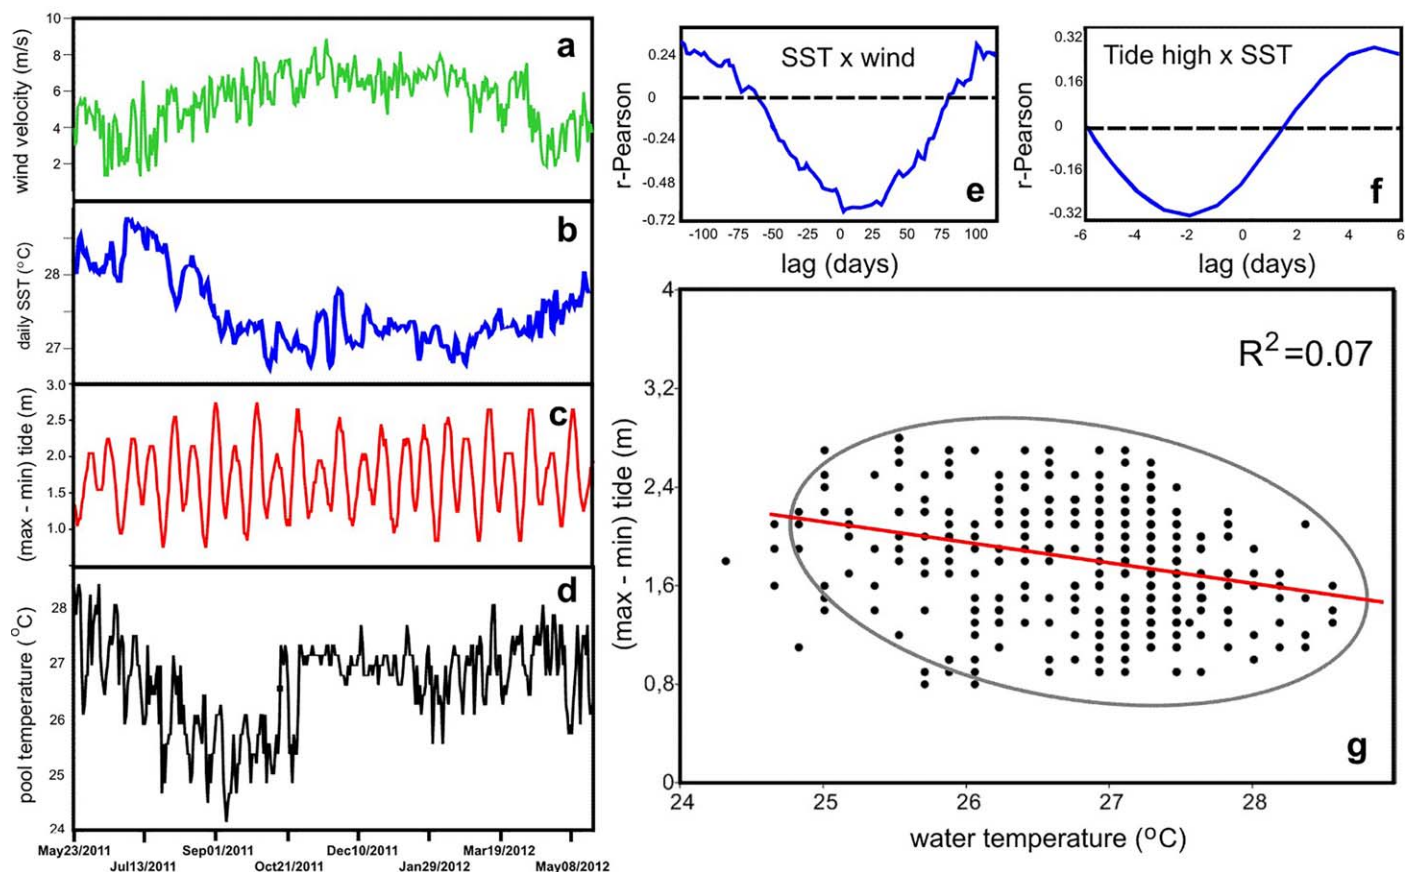 wind velocity (m/s)
10
8
6
4
2
a
daily SST (°C)
28
27
b
(max - min) tide (m)
3.0
2.5
2.0
1.5
1.0
c
pool temperature (°C)
28
27
26
25
24
d
May23/2011
Jul13/2011
Sep01/2011
Oct21/2011
Dec10/2011
Jan29/2012
Mar19/2012
May08/2012
r-Pearson
0.24
0
-0.24
-0.48
-0.72
SST x wind
e
-100 -75 -50 -25 0 25 50 75 100
lag (days)
r-Pearson
0.32
0.16
0
-0.16
-0.32
Tide high x SST
f
-6 -4 -2 0 2 4 6
lag (days)
(max - min) tide (m)
4
3,2
2,4
1,6
0,8
0
R²=0.07
g
24 25 26 27 28
water temperature (°C)